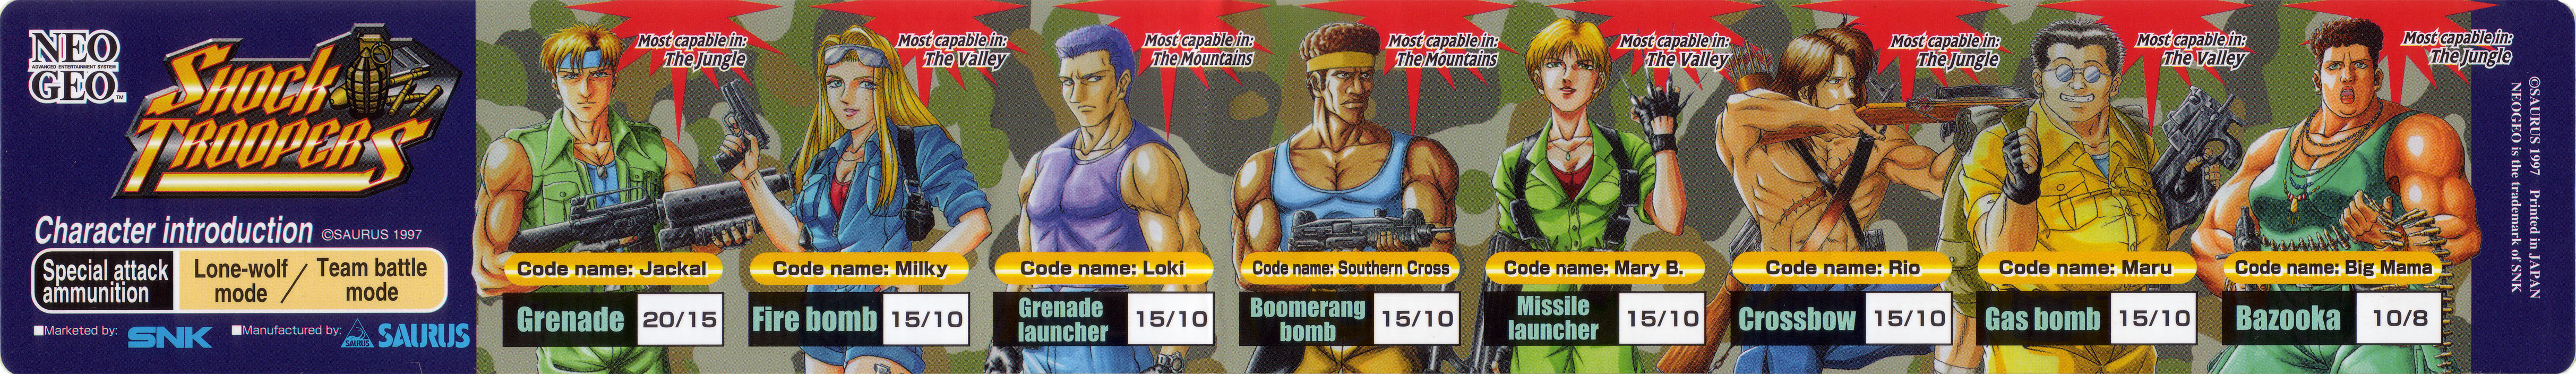 NEO
ADVANCED ENTERTAINMENT SYSTEM
GEO.™
SHOCK
TROOPERS
Character introduction ©SAURUS 1997
Special attack
ammunition
Lone-wolf
mode
/
Team battle
mode
■Marketed by: SNK ■Manufactured by: SAURUS SAURUS
Most capable in:
The Jungle
Code name: Jackal
Grenade 20/15
Most capable in:
The Valley
Code name: Milky
Fire bomb 15/10
Most capable in:
The Mountains
Code name: Loki
Grenade
launcher
15/10
Most capable in:
The Mountains
Code name: Southern Cross
Boomerang
bomb
15/10
Most capable in:
The Valley
Code name: Mary B.
Missile
launcher
15/10
Most capable in:
The Jungle
Code name: Rio
Crossbow 15/10
Most capable in:
The Valley
Code name: Maru
Gas bomb 15/10
Most capable in:
The Jungle
Code name: Big Mama
Bazooka 10/8
©SAURUS 1997 Printed in JAPAN
NEOGEO is the trademark of SNK